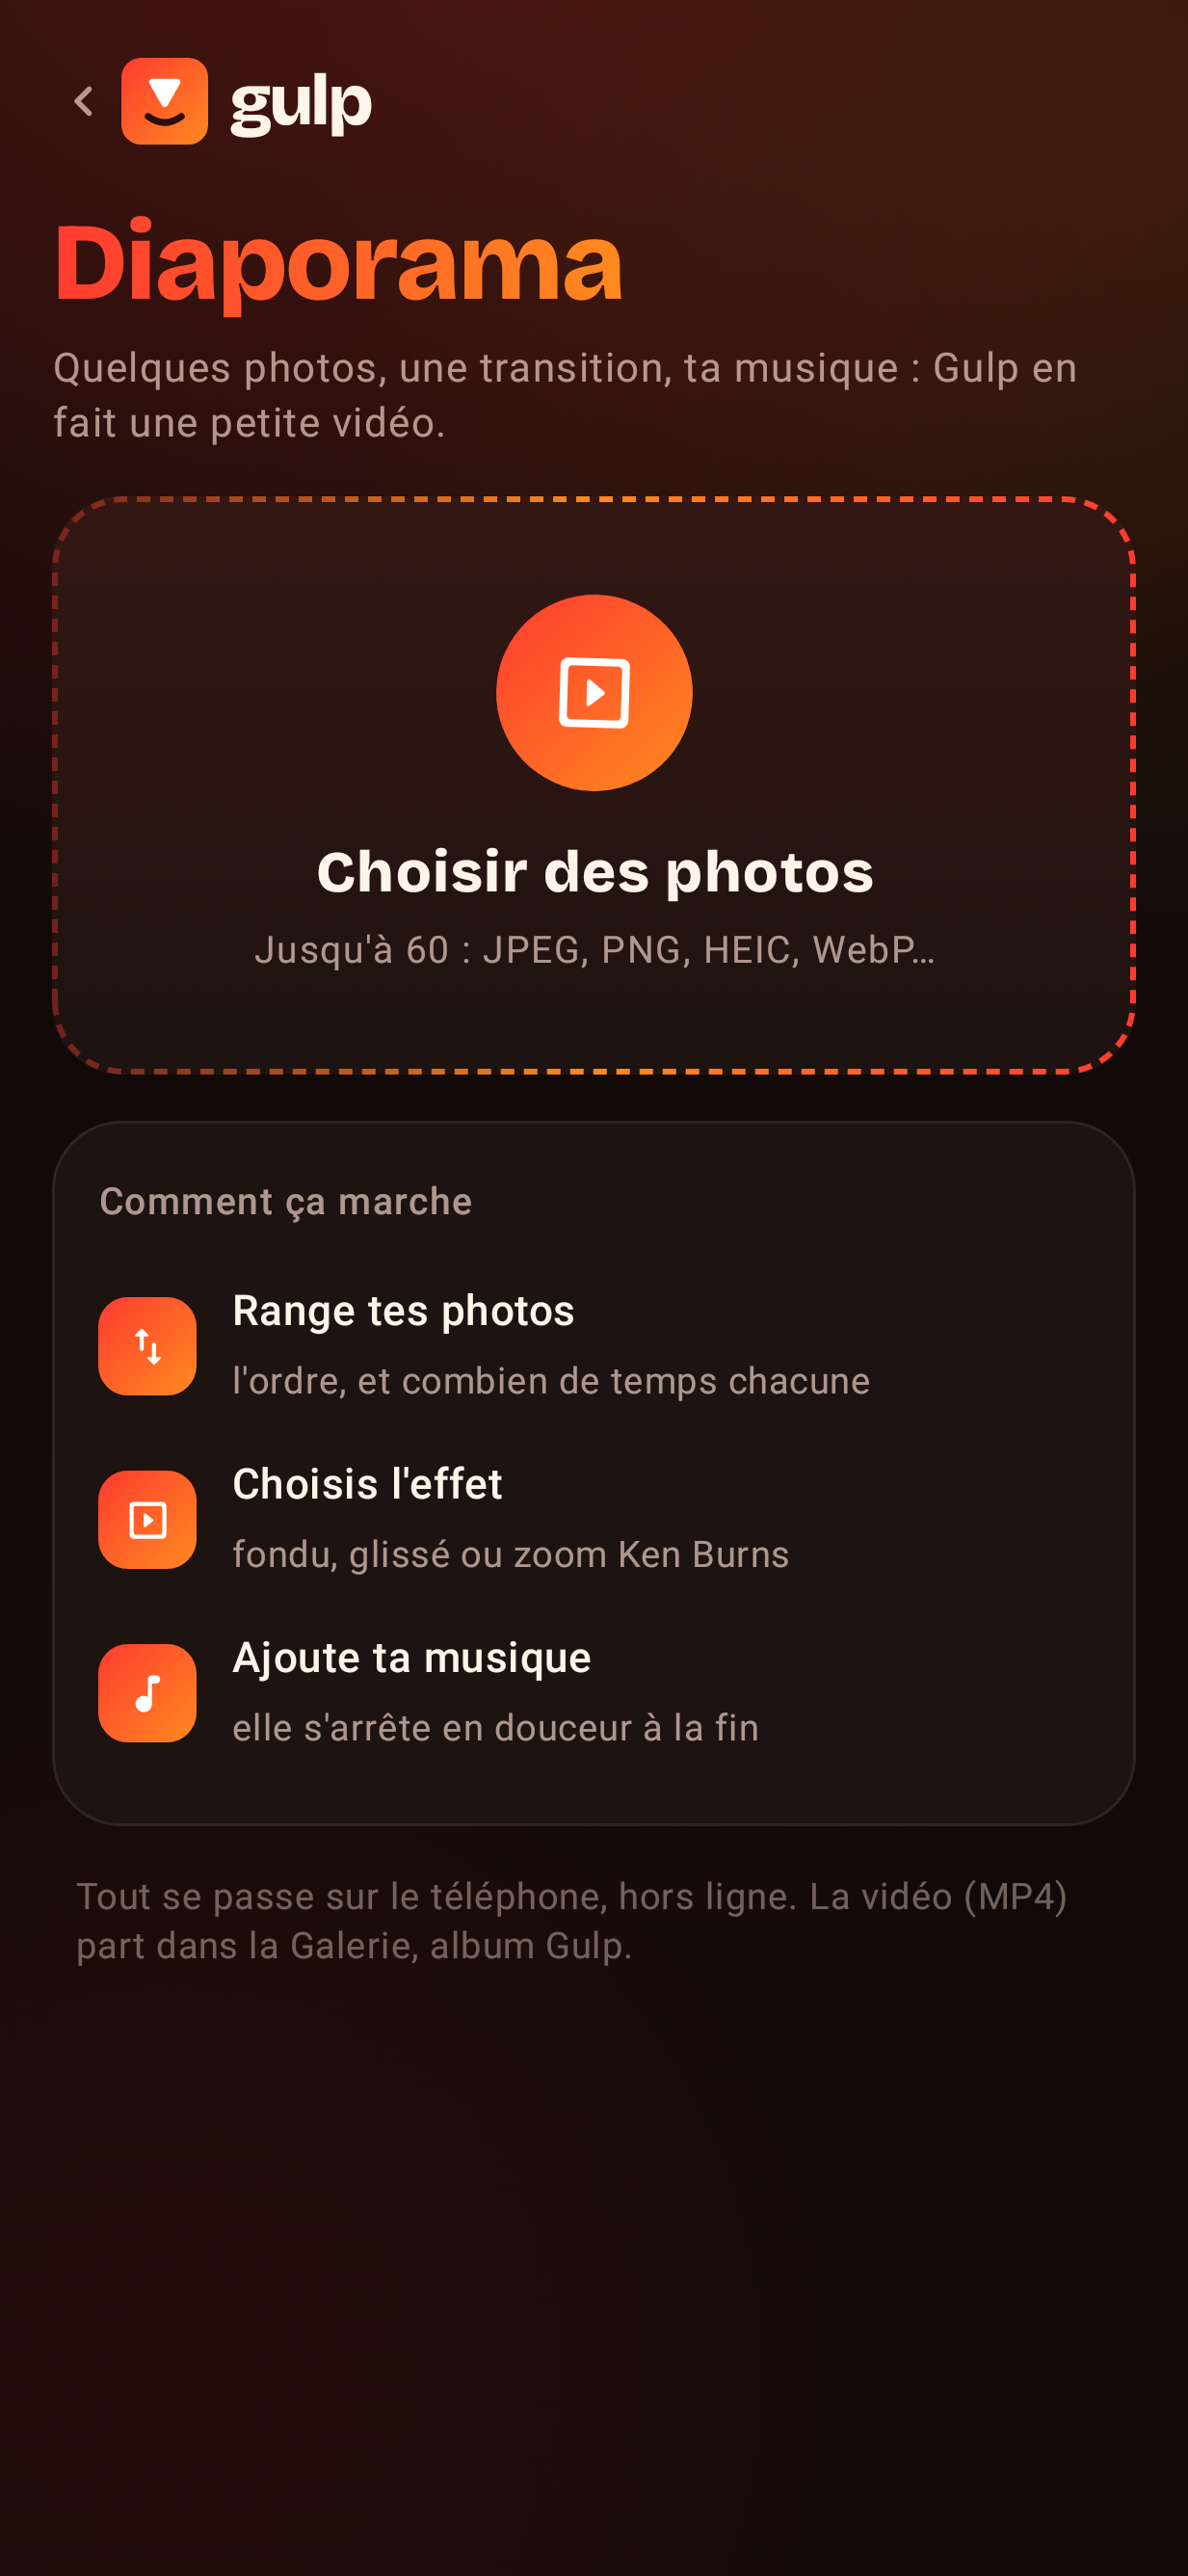 gulp
Diaporama
Quelques photos, une transition, ta musique : Gulp en
fait une petite vidéo.
Choisir des photos
Jusqu'à 60 : JPEG, PNG, HEIC, WebP…
Comment ça marche
Range tes photos
l'ordre, et combien de temps chacune
Choisis l'effet
fondu, glissé ou zoom Ken Burns
Ajoute ta musique
elle s'arrête en douceur à la fin
Tout se passe sur le téléphone, hors ligne. La vidéo (MP4)
part dans la Galerie, album Gulp.